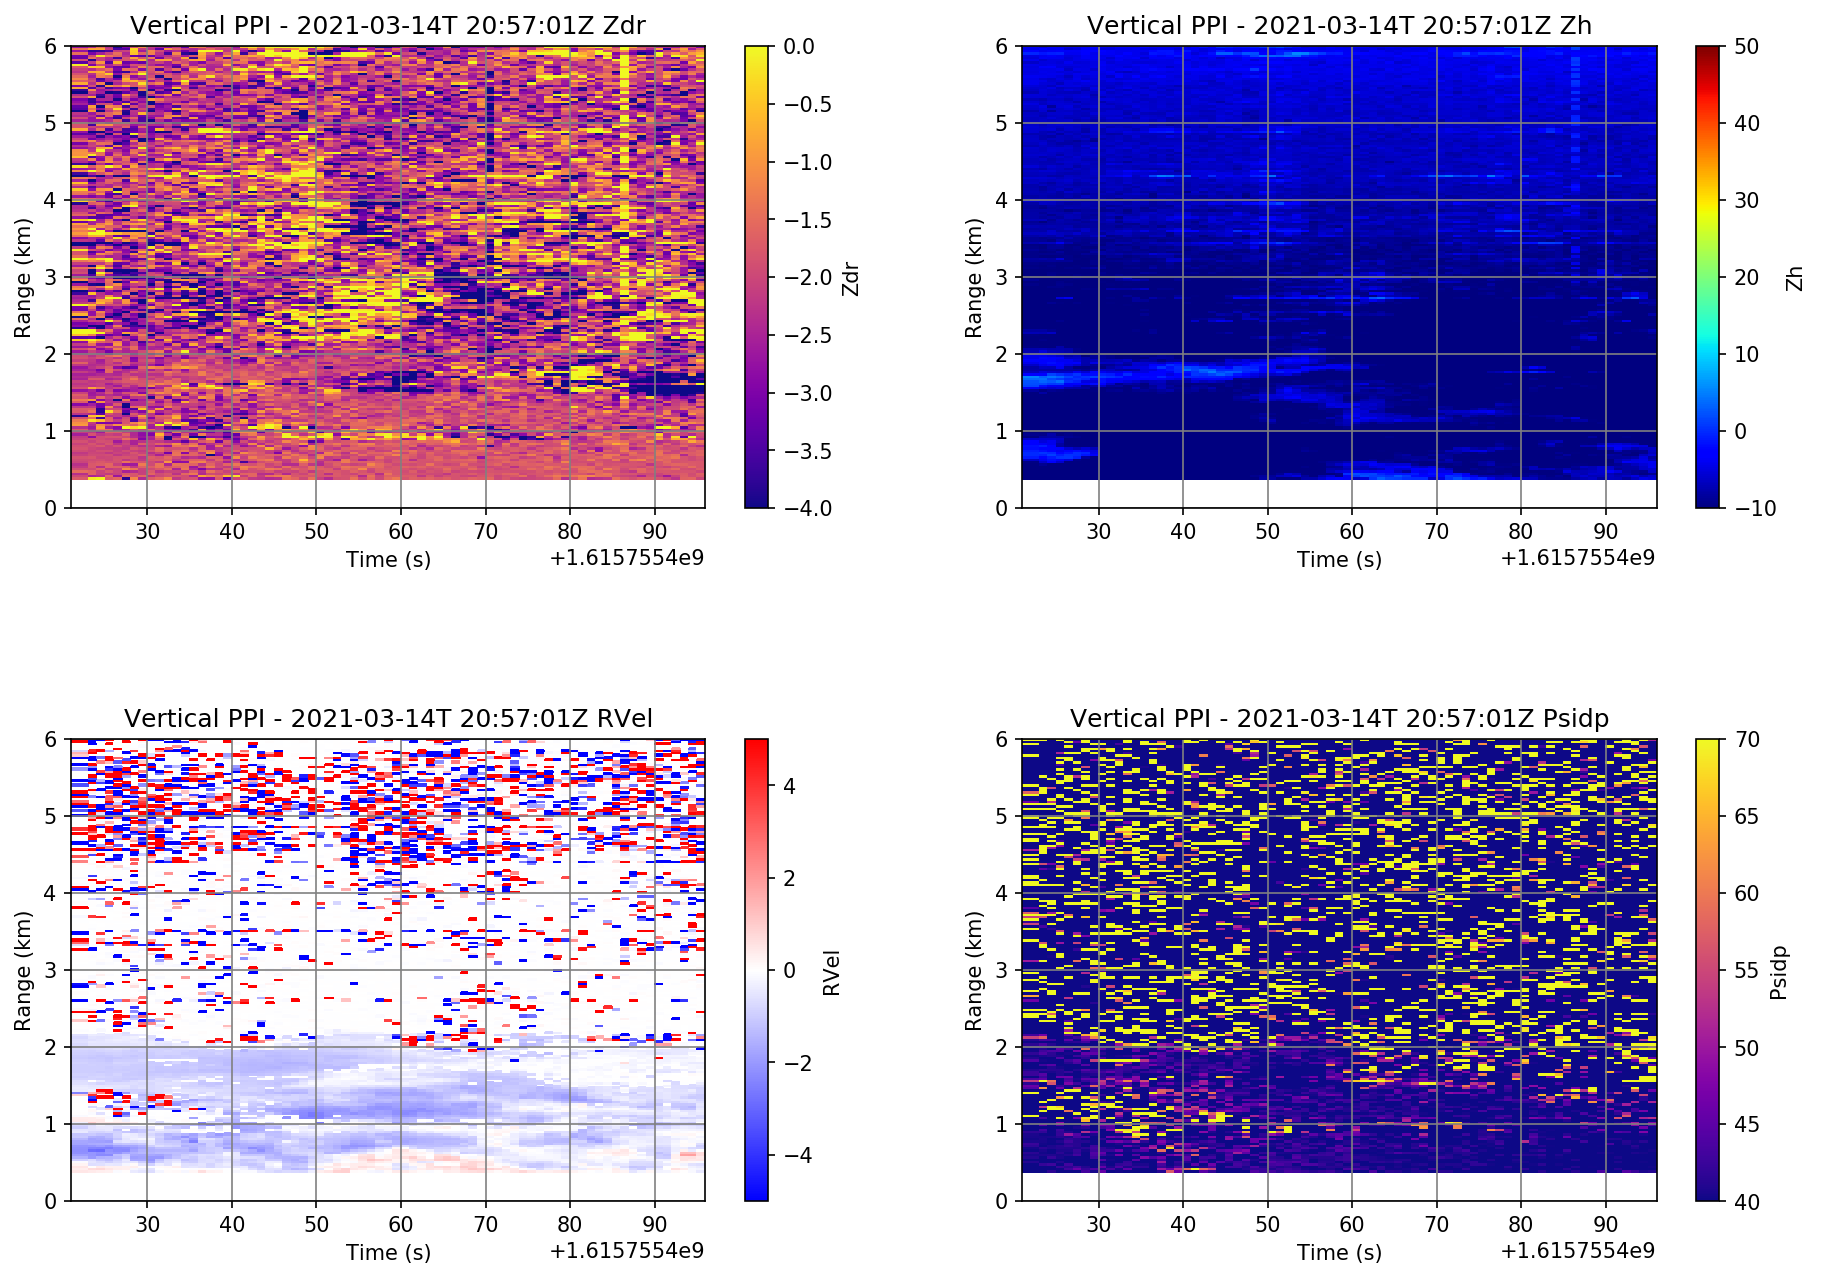 Vertical PPI - 2021-03-14T 20:57:01Z Zdr
6
5
4
3
2
1
0
Range (km)
30 40 50 60 70 80 90
Time (s)
+1.6157554e9
0.0
−0.5
−1.0
−1.5
−2.0
−2.5
−3.0
−3.5
−4.0
Zdr
Vertical PPI - 2021-03-14T 20:57:01Z Zh
6
5
4
3
2
1
0
Range (km)
30 40 50 60 70 80 90
Time (s)
+1.6157554e9
50
40
30
20
10
0
−10
Zh
Vertical PPI - 2021-03-14T 20:57:01Z RVel
6
5
4
3
2
1
0
Range (km)
30 40 50 60 70 80 90
Time (s)
+1.6157554e9
4
2
0
−2
−4
RVel
Vertical PPI - 2021-03-14T 20:57:01Z Psidp
6
5
4
3
2
1
0
Range (km)
30 40 50 60 70 80 90
Time (s)
+1.6157554e9
70
65
60
55
50
45
40
Psidp